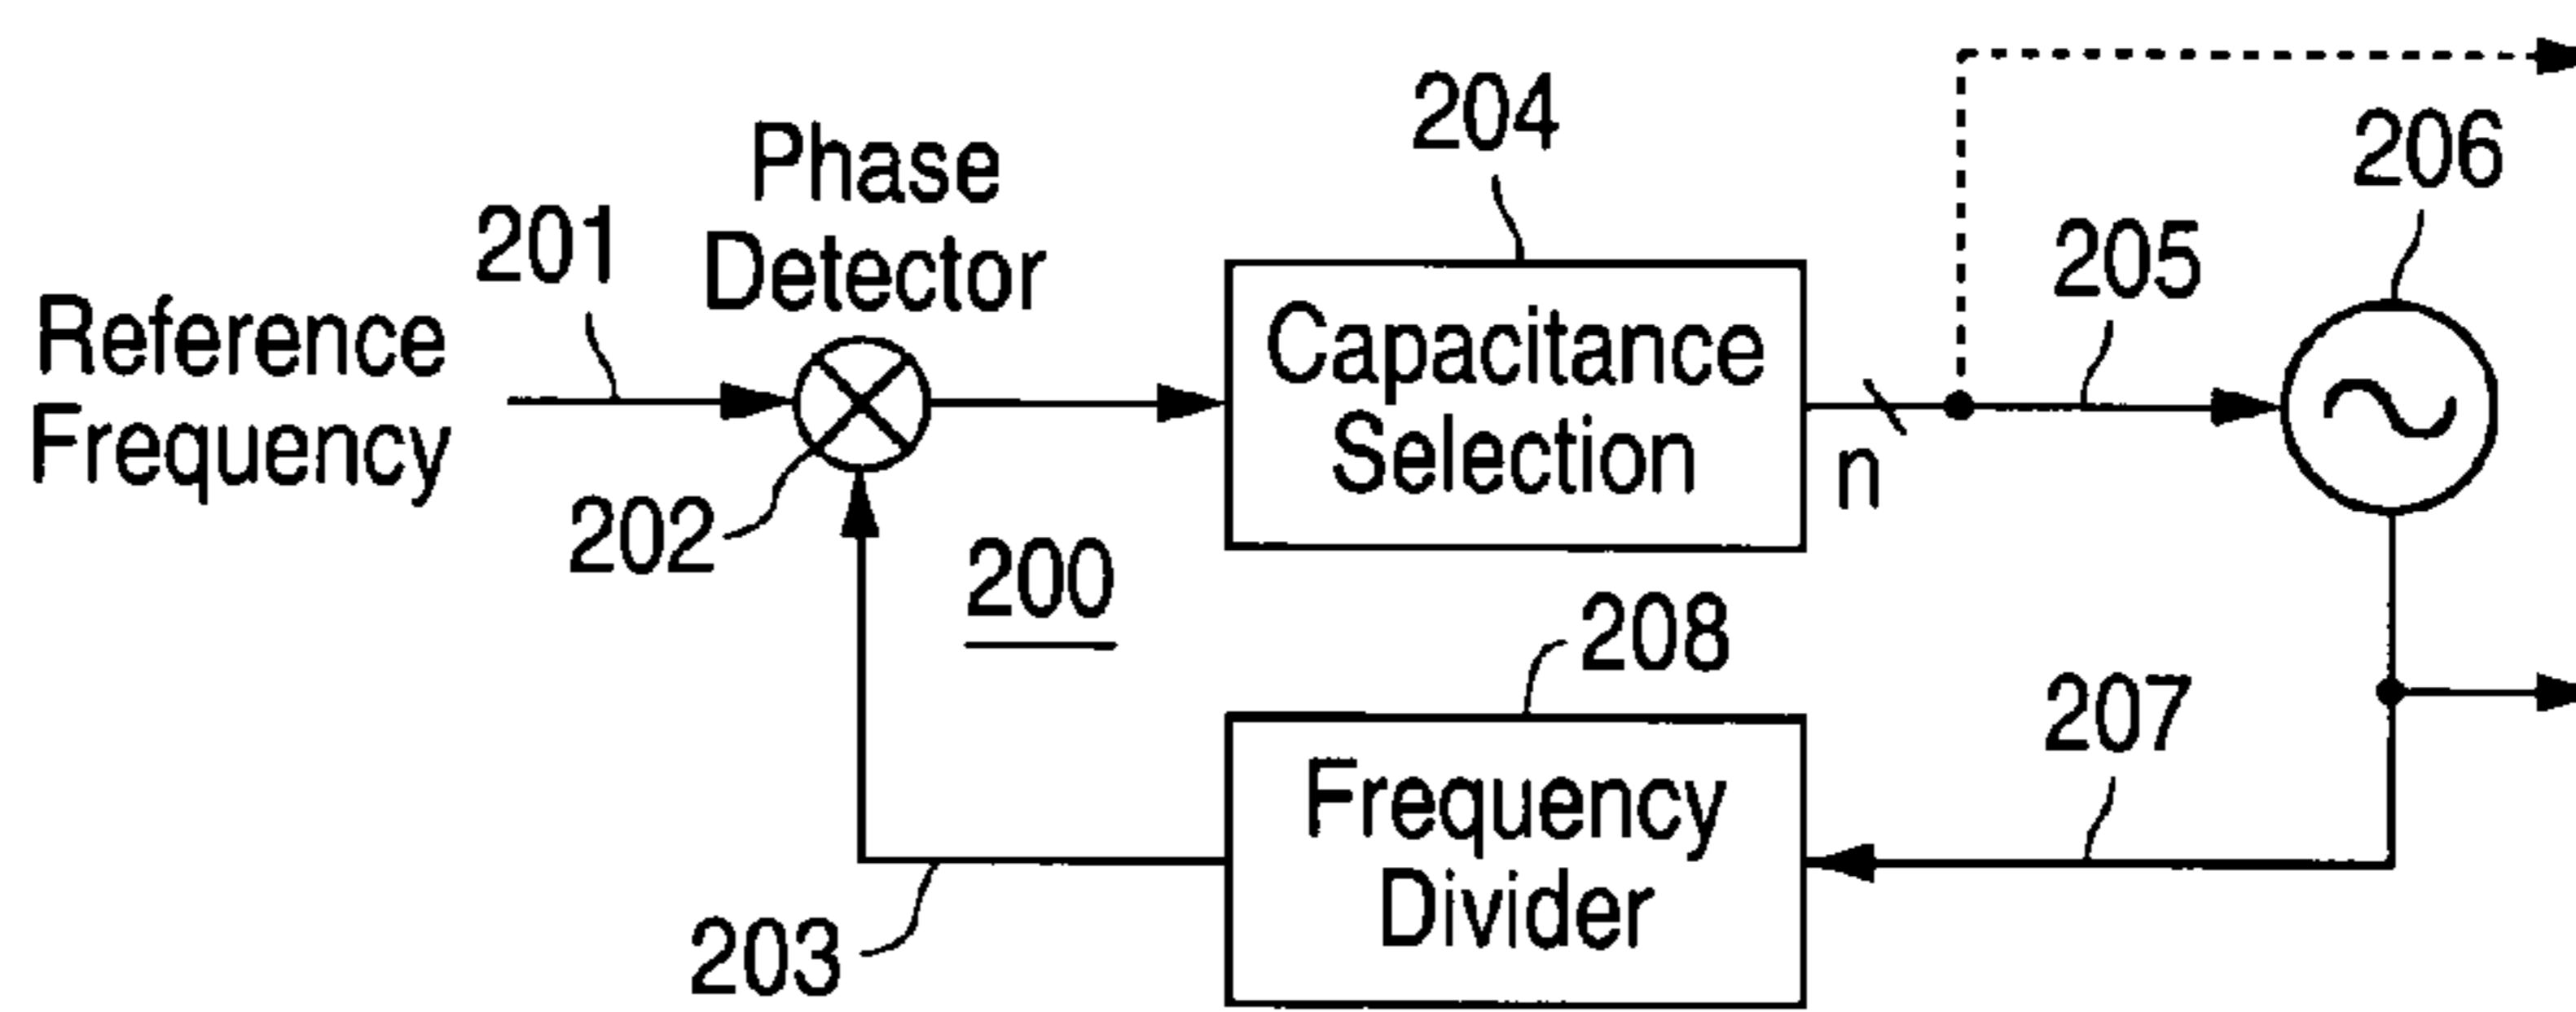 204
206
Phase
Detector
201
205
Reference
Frequency
Capacitance
Selection
n
202
200
208
207
Frequency
Divider
203